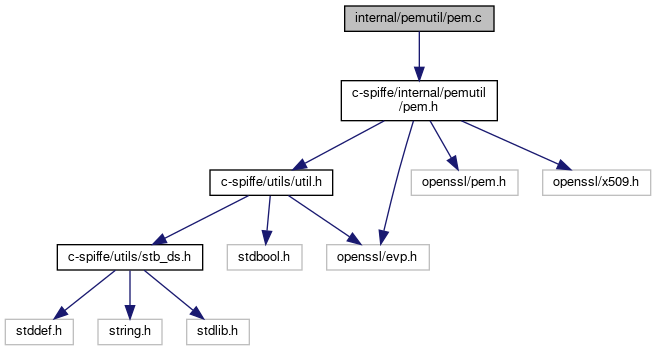 internal/pemutil/pem.c
c-spiffe/internal/pemutil
/pem.h
c-spiffe/utils/util.h
openssl/pem.h
openssl/x509.h
c-spiffe/utils/stb_ds.h
stdbool.h
openssl/evp.h
stddef.h
string.h
stdlib.h